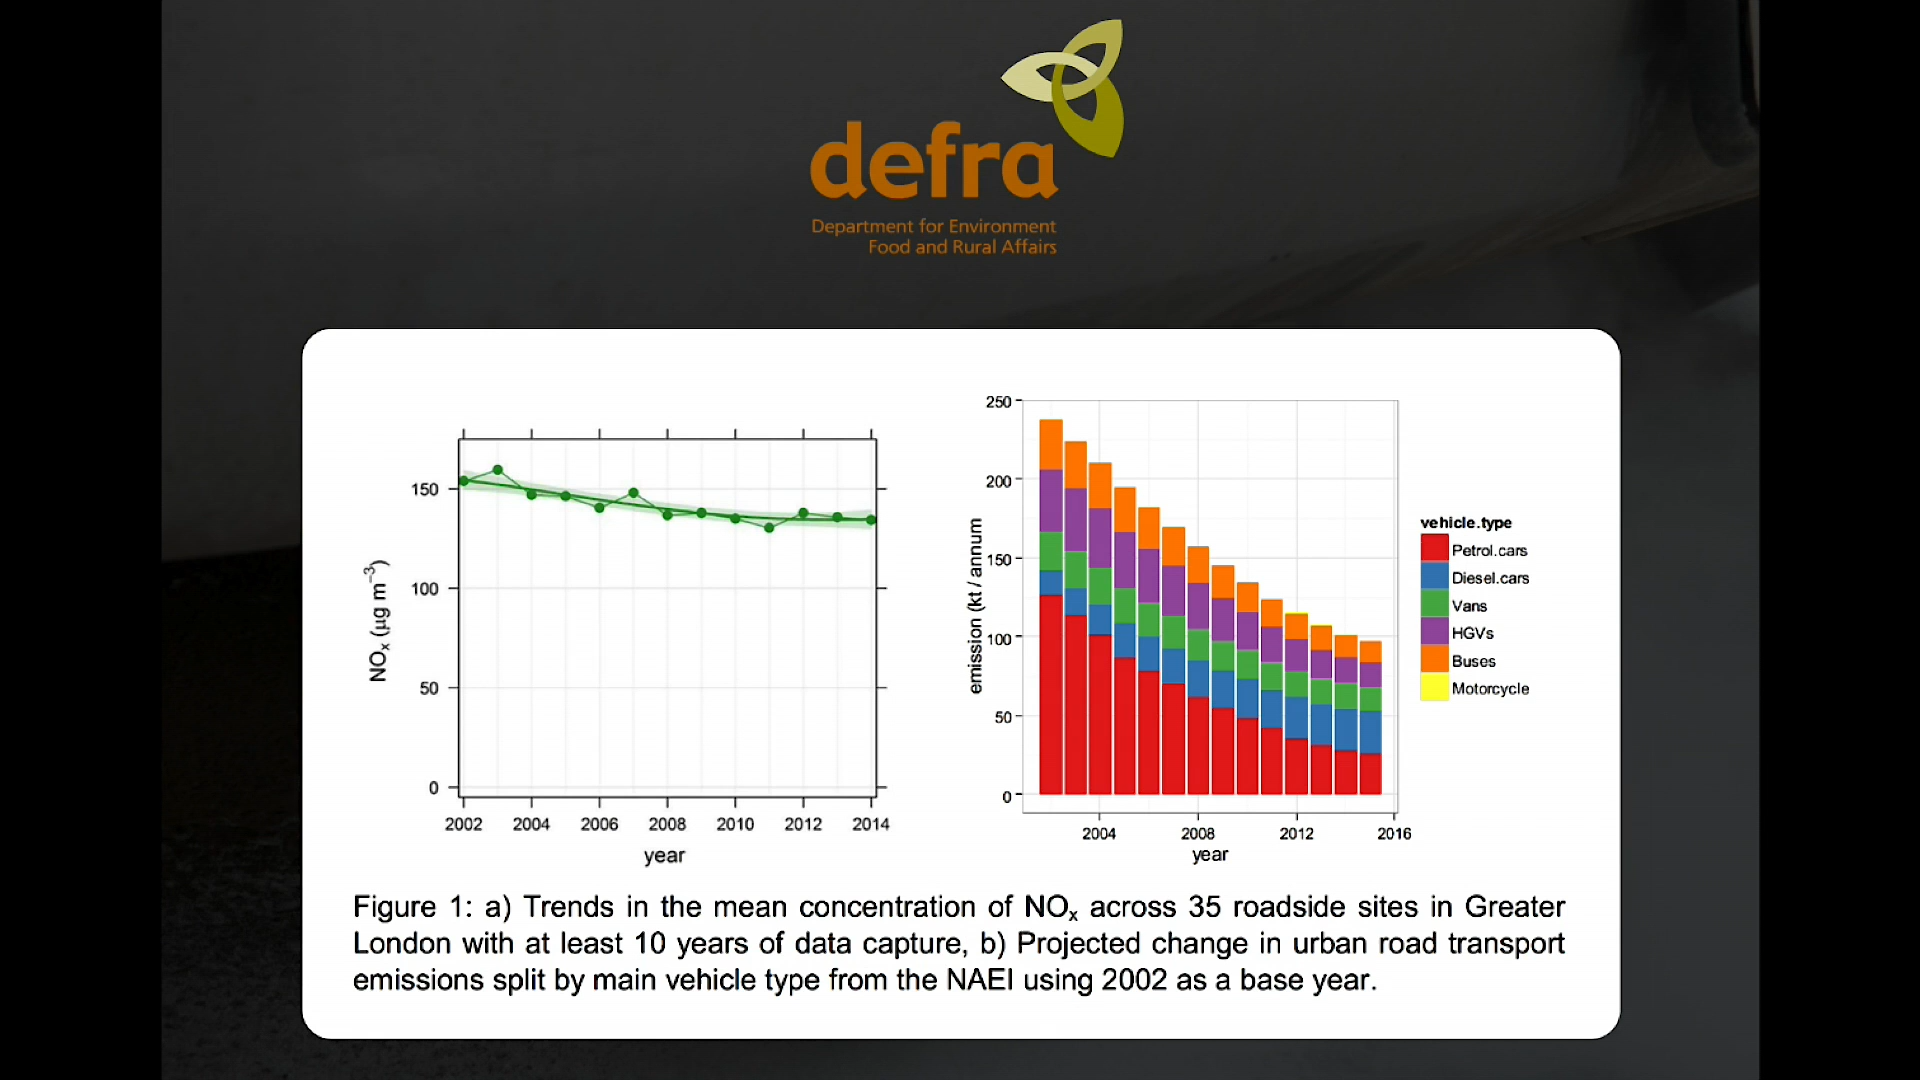 defra
Department for Environment
Food and Rural Affairs
150
100
50
0
NOx (µg m−3)
2002 2004 2006 2008 2010 2012 2014
year
250
200
150
100
50
0
emission (kt / annum
2004 2008 2012 2016
year
vehicle.type
Petrol.cars
Diesel.cars
Vans
HGVs
Buses
Motorcycle
Figure 1: a) Trends in the mean concentration of NOx across 35 roadside sites in Greater
London with at least 10 years of data capture, b) Projected change in urban road transport
emissions split by main vehicle type from the NAEI using 2002 as a base year.